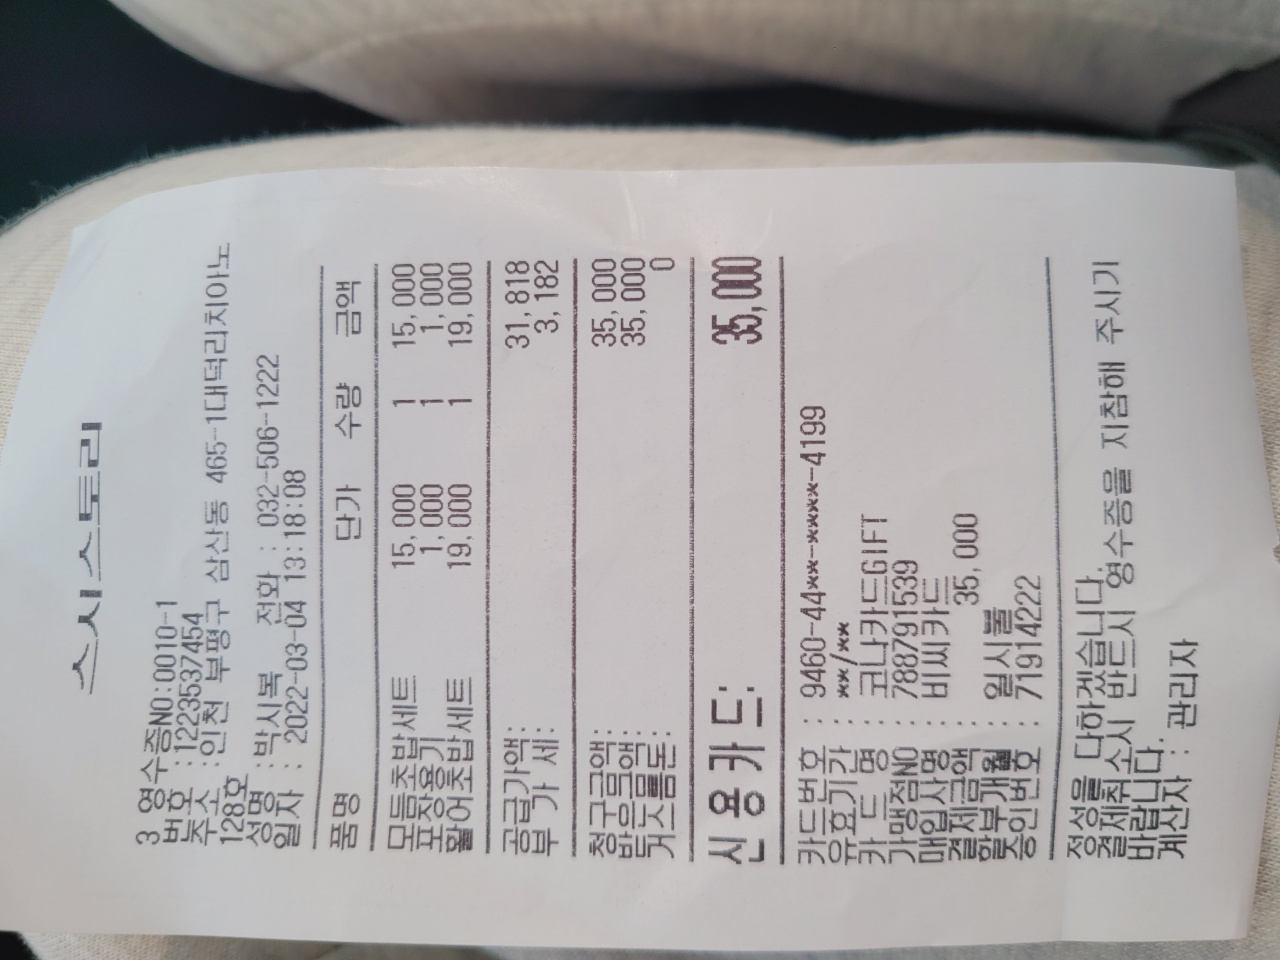 스시스토리
3 영수증NO:0010-1
번호 : 1223537454
주소 : 인천 부평구 삼산동 465-1대덕리치아노
128호
성명 : 박시록 전화 : 032-506-1222
일자 : 2022-03-04 13:18:08
품명 단가 수량 금액
모듬초밥세트 15,000 1 15,000
포장용기 1,000 1 1,000
활어초밥세트 19,000 1 19,000
공급가액: 31,818
부 가 세: 3,182
청구금액: 35,000
받은금액: 35,000
거스름돈: 0
신용카드: 35,000
카드번호 : 9460-44**-****-4199
유효기간 : **/**
카 드 명 : 코나카드GIFT
가맹점NO : 788791539
매입사명 : 비씨카드
결제금액 : 35,000
할부개월 : 일시불
승인번호 : 71914222
정성을 다하겠습니다.
결제취소시 반드시 영수증을 지참해 주시기
바랍니다.
계산자 : 관리자